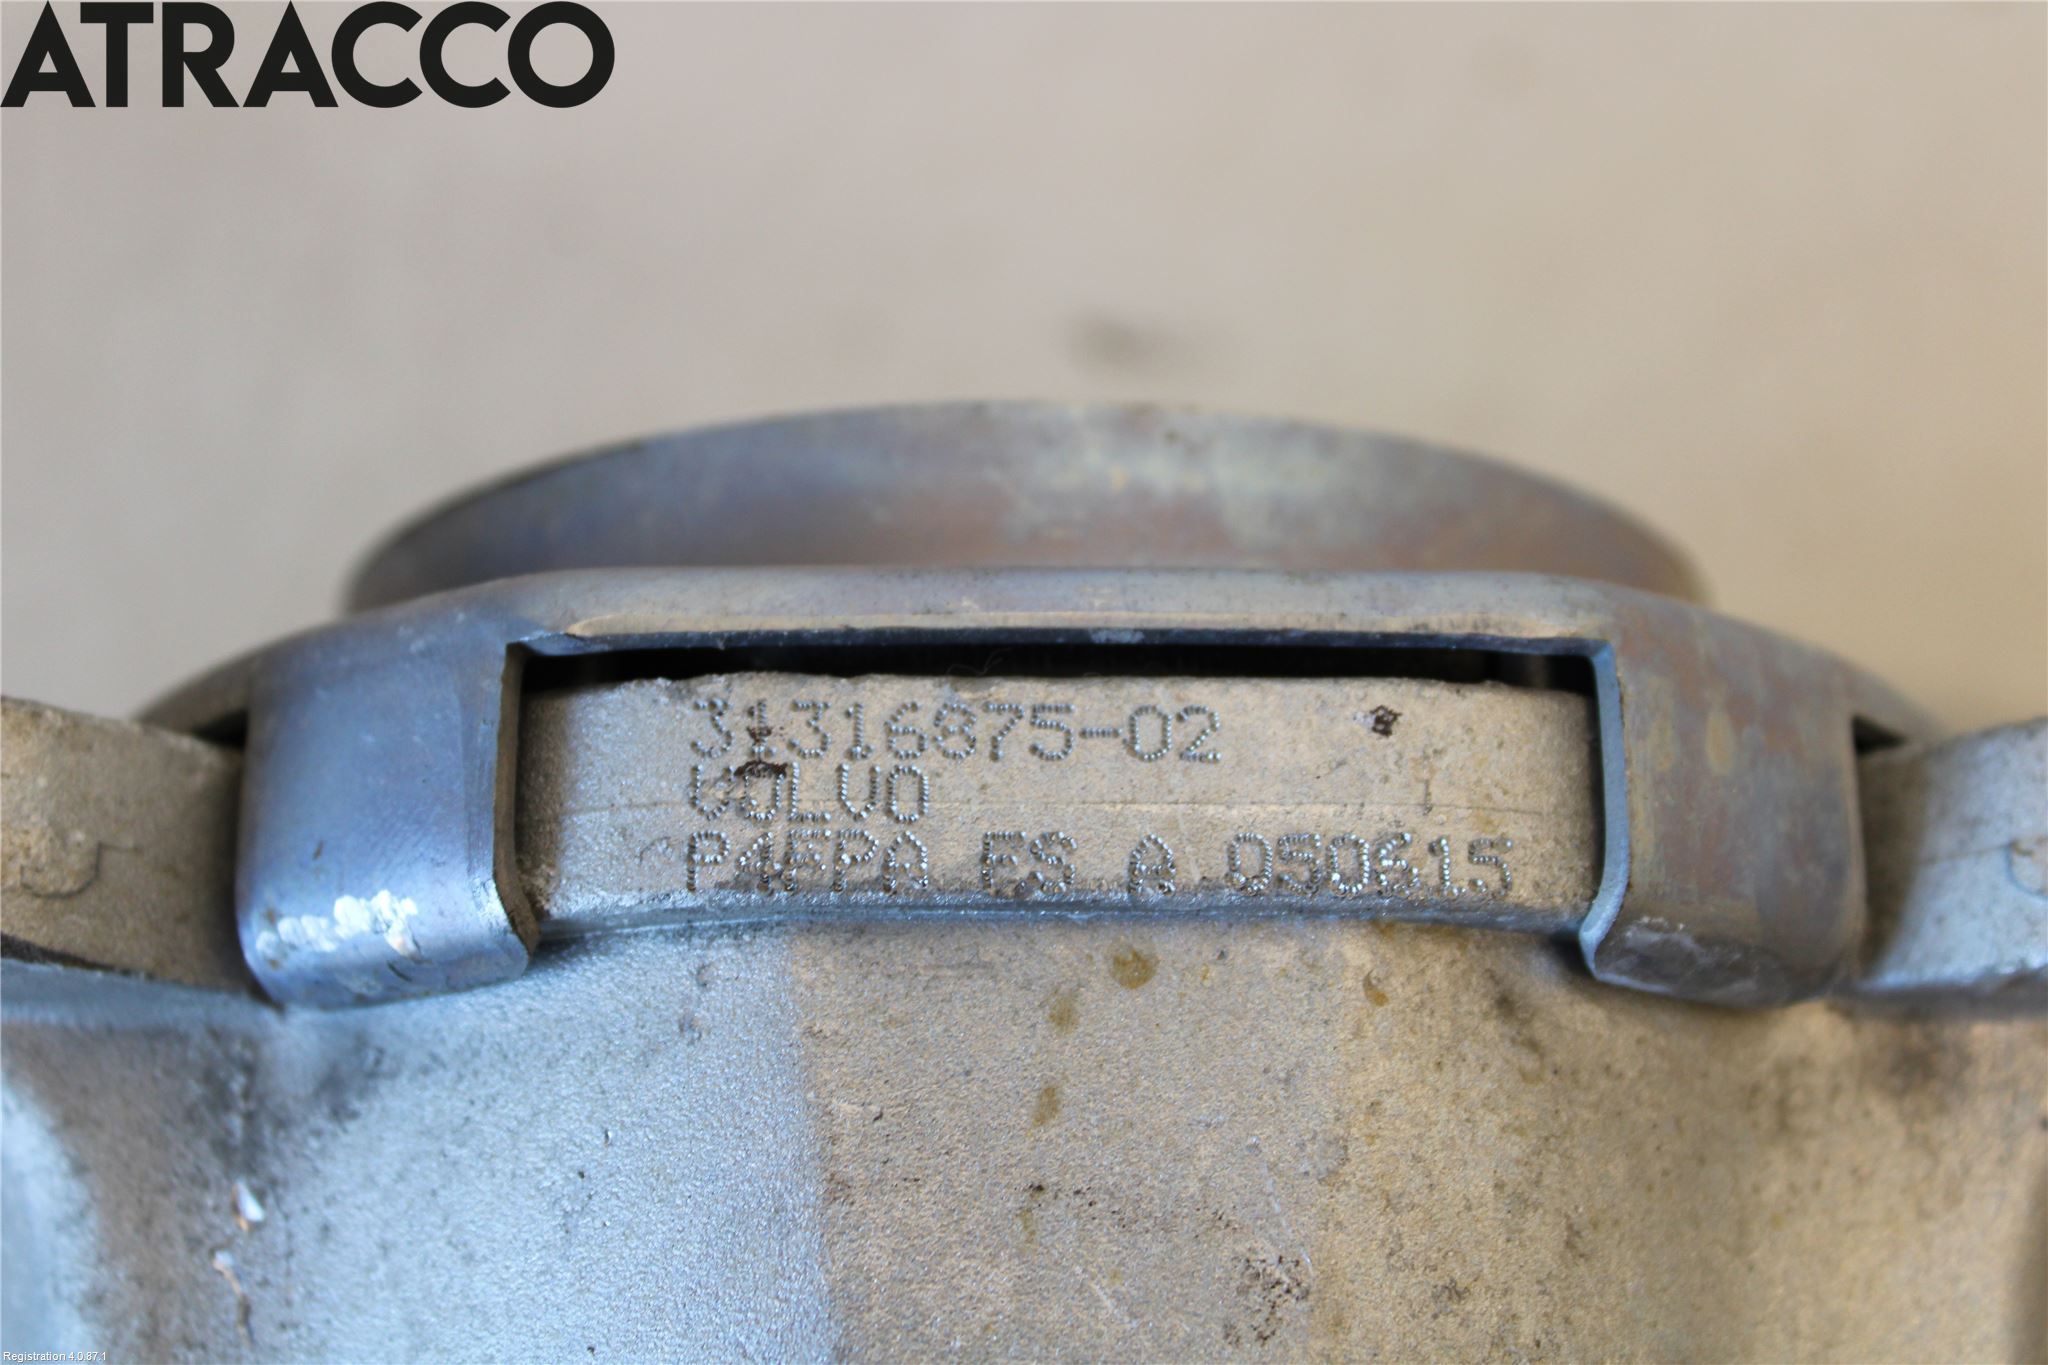 ATRACCO
31316875-02
VOLVO
P4FPA ES A 050615
Registration 4.0.87.1